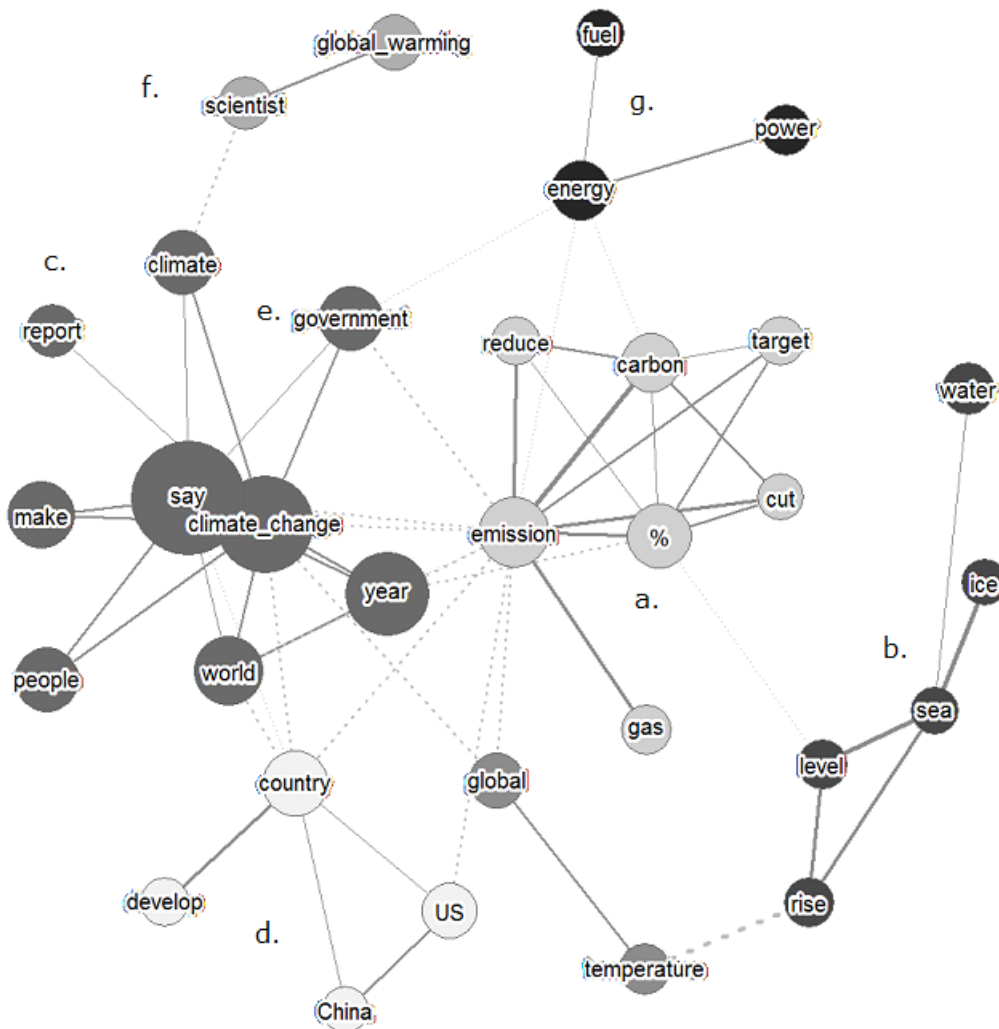 global_warming
fuel
f.
scientist
g.
power
energy
c.
climate
report
e.
government
reduce
carbon
target
water
say
make
climate_change
emission
%
cut
year
a.
ice
people
world
b.
sea
gas
level
country
global
develop
US
rise
d.
temperature
China